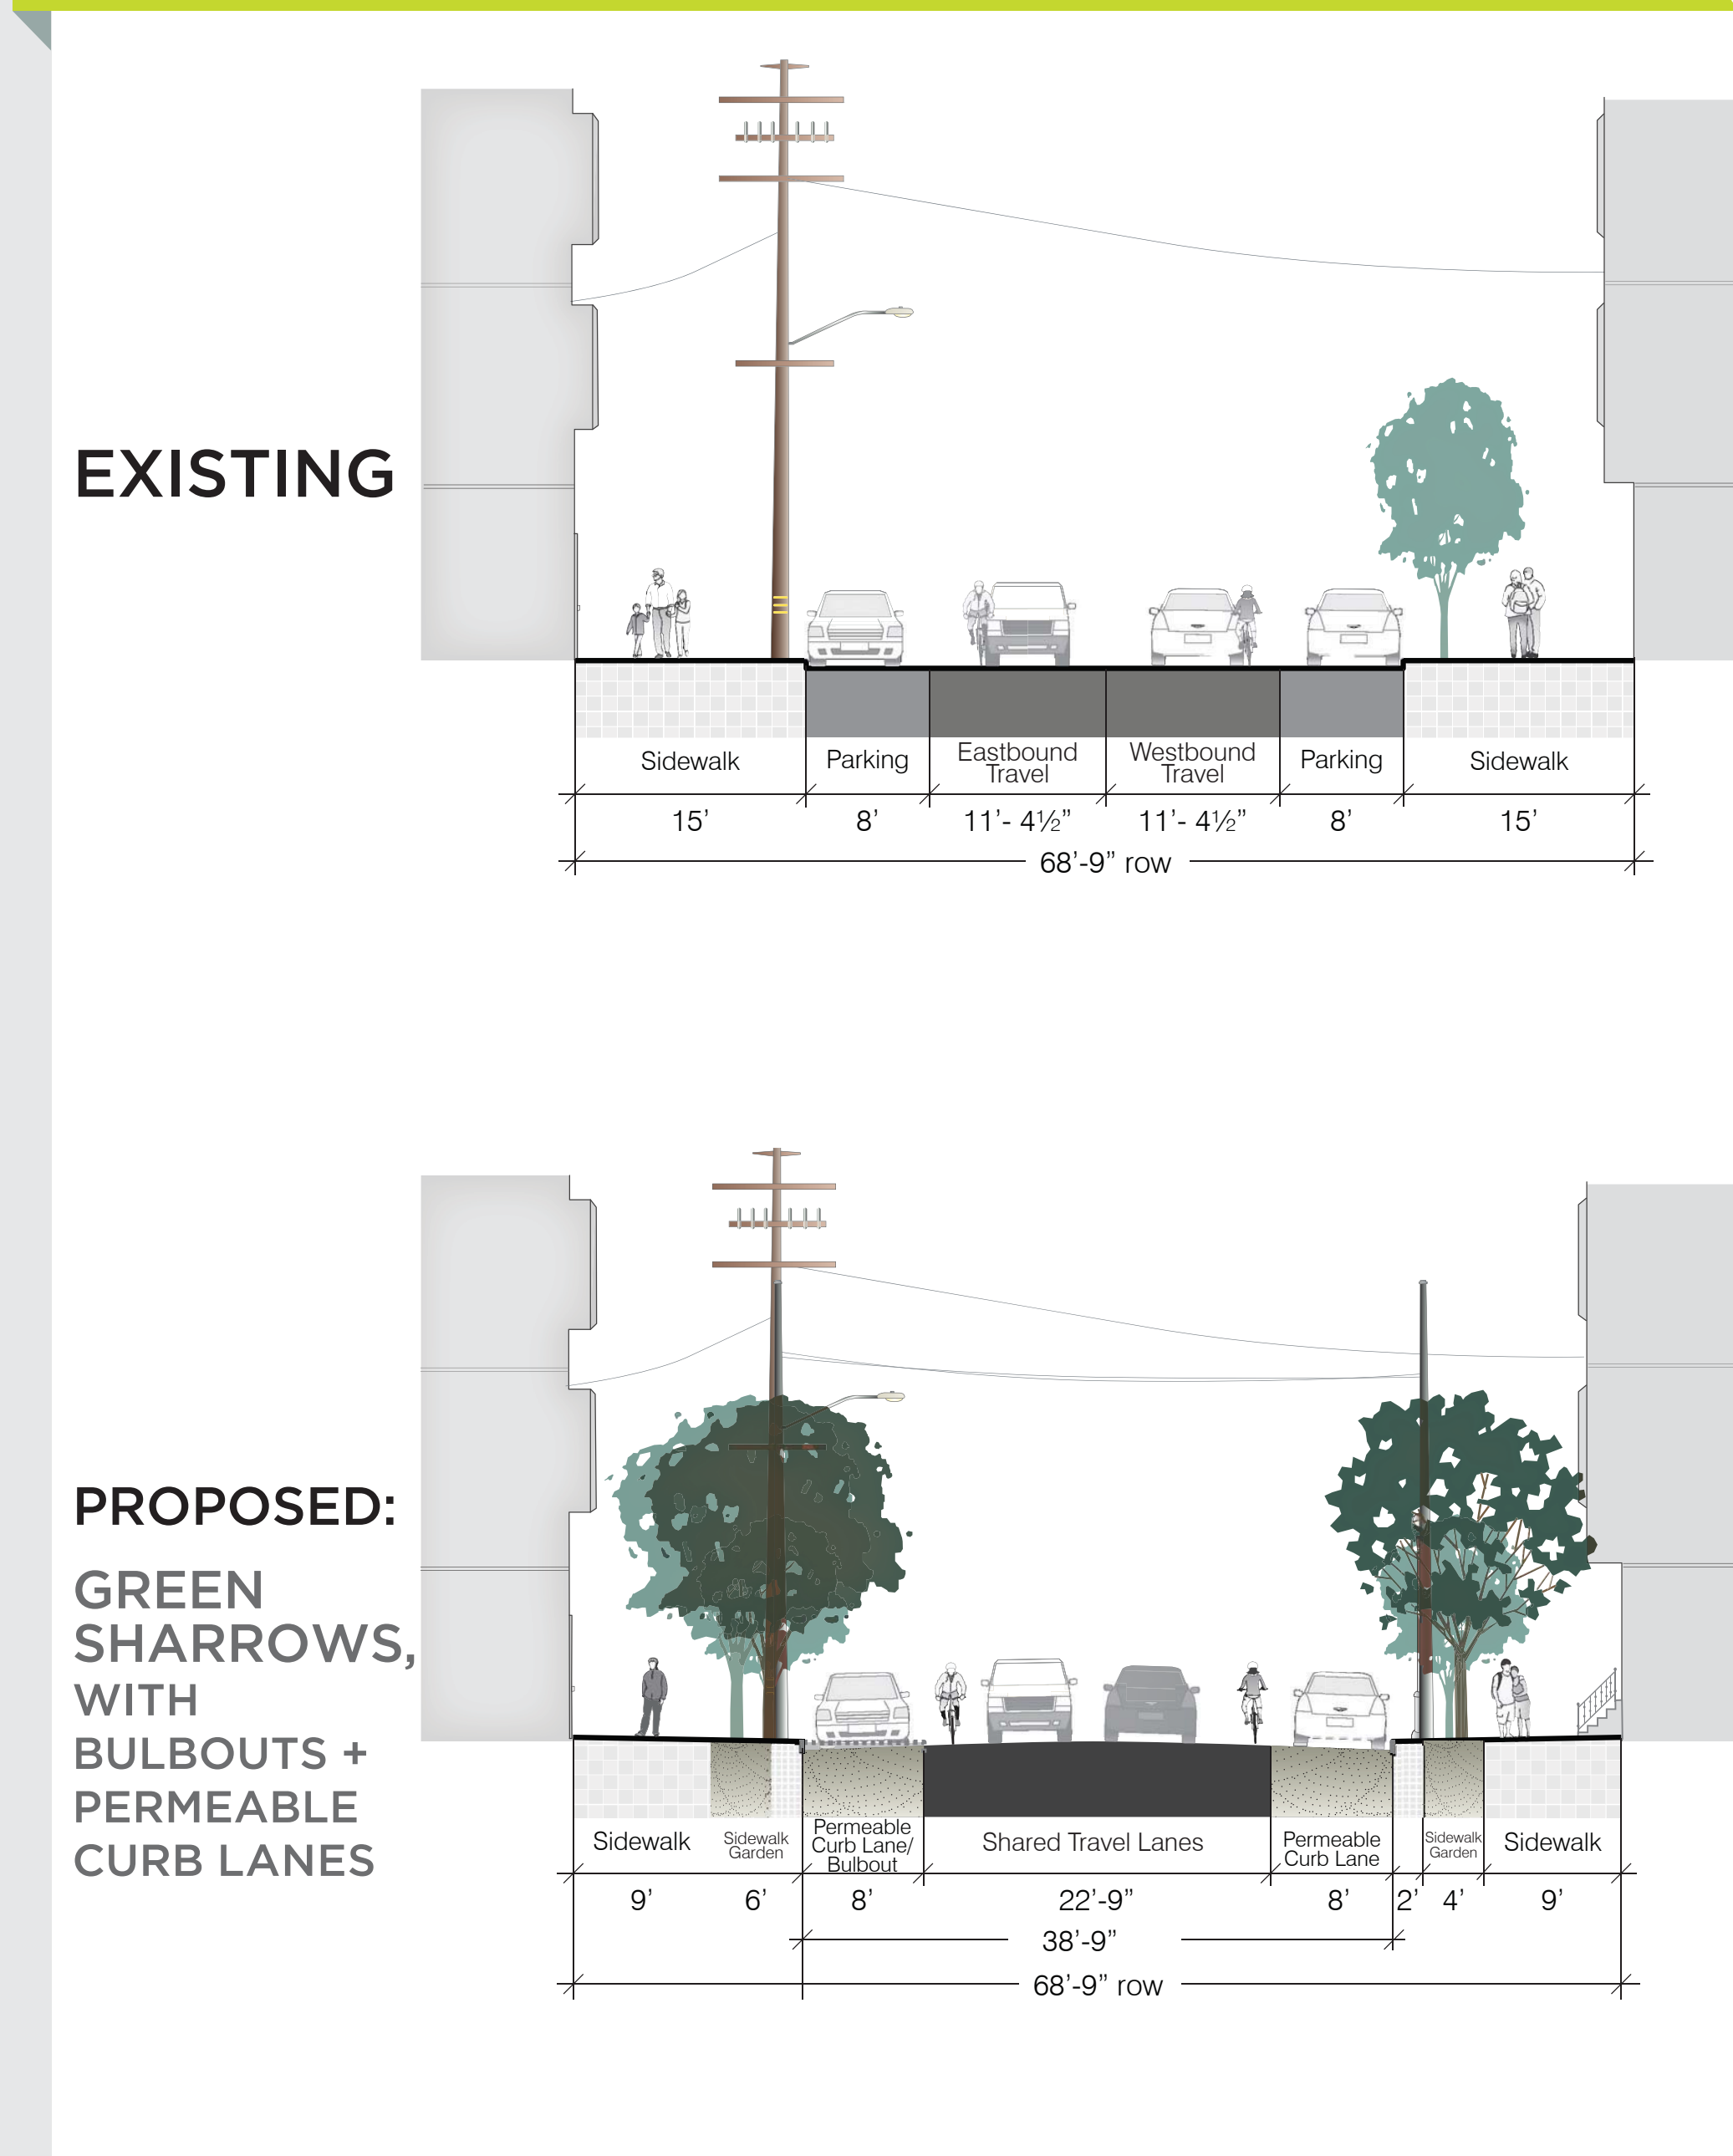 EXISTING
Sidewalk
Parking
Eastbound
Travel
Westbound
Travel
Parking
Sidewalk
15’
8’
11’- 4½”
11’- 4½”
8’
15’
68’-9” row
PROPOSED:
GREEN
SHARROWS,
WITH
BULBOUTS +
PERMEABLE
CURB LANES
Sidewalk
Sidewalk
Garden
Permeable
Curb Lane/
Bulbout
Shared Travel Lanes
Permeable
Curb Lane
Sidewalk
Garden
Sidewalk
9’
6’
8’
22’-9”
8’
2’
4’
9’
38’-9”
68’-9” row